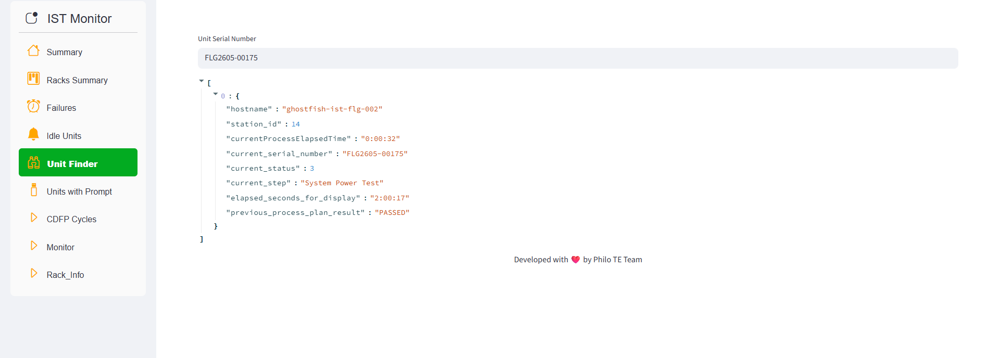 IST Monitor
Summary
Racks Summary
Failures
Idle Units
Unit Finder
Units with Prompt
CDFP Cycles
Monitor
Rack_Info
Unit Serial Number
FLG2605-00175
[
0 : {
"hostname" : "ghostfish-ist-flg-002"
"station_id" : 14
"currentProcessElapsedTime" : "0:00:32"
"current_serial_number" : "FLG2605-00175"
"current_status" : 3
"current_step" : "System Power Test"
"elapsed_seconds_for_display" : "2:00:17"
"previous_process_plan_result" : "PASSED"
}
]
Developed with ❤️ by Philo TE Team